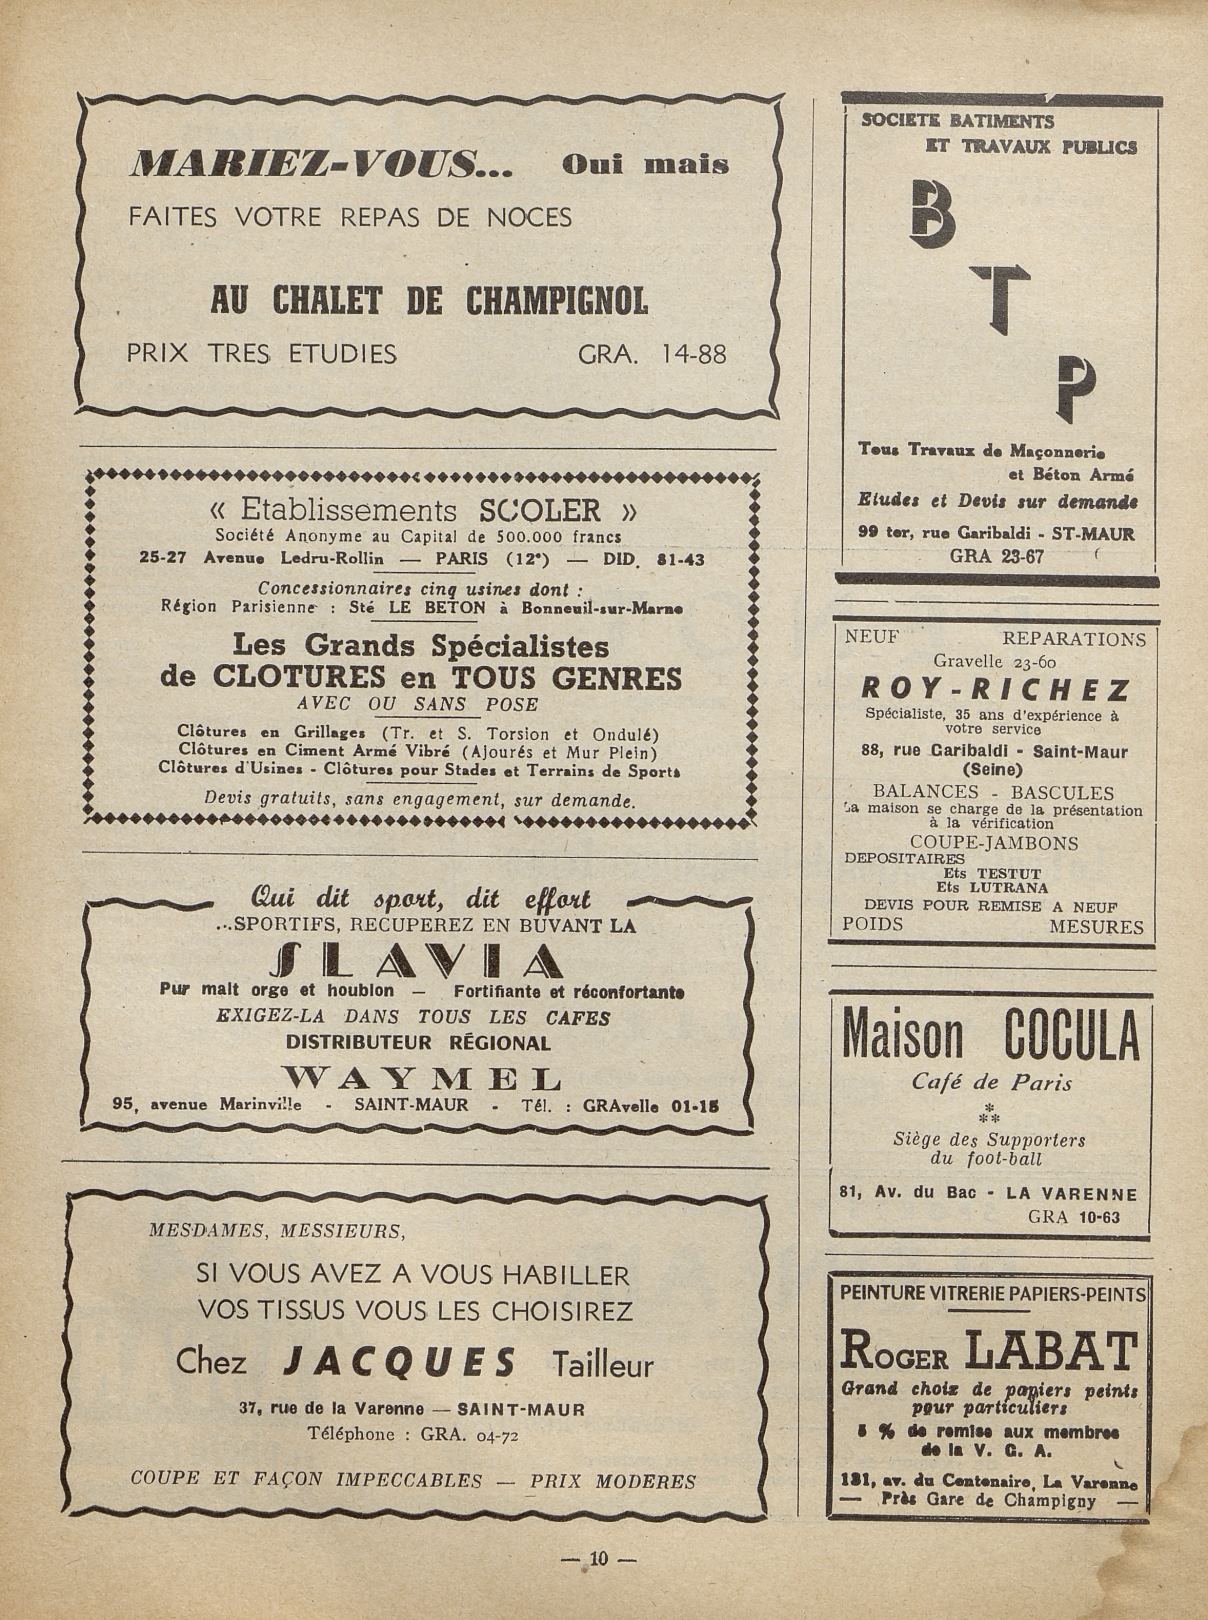 MARIEZ-VOUS... Oui mais
FAITES VOTRE REPAS DE NOCES
AU CHALET DE CHAMPIGNOL
PRIX TRES ETUDIES GRA. 14-88
« Etablissements SCOLER »
Société Anonyme au Capital de 500.000 francs
25-27 Avenue Ledru-Rollin — PARIS (12e) — DID. 81-43
Concessionnaires cinq usines dont :
Région Parisienne : Sté LE BETON à Bonneuil-sur-Marne
Les Grands Spécialistes
de CLOTURES en TOUS GENRES
AVEC OU SANS POSE
Clôtures en Grillages (Tr. et S. Torsion et Ondulé)
Clôtures en Ciment Armé Vibré (Ajourés et Mur Plein)
Clôtures d'Usines - Clôtures pour Stades et Terrains de Sports
Devis gratuits, sans engagement, sur demande.
Qui dit sport, dit effort
...SPORTIFS, RECUPEREZ EN BUVANT LA
SLAVIA
Pur malt orge et houblon — Fortifiante et réconfortante
EXIGEZ-LA DANS TOUS LES CAFES
DISTRIBUTEUR RÉGIONAL
WAYMEL
95, avenue Marinville - SAINT-MAUR - Tél. : GRAvelle 01-15
MESDAMES, MESSIEURS,
SI VOUS AVEZ A VOUS HABILLER
VOS TISSUS VOUS LES CHOISIREZ
Chez JACQUES Tailleur
37, rue de la Varenne — SAINT-MAUR
Téléphone : GRA. 04-72
COUPE ET FAÇON IMPECCABLES — PRIX MODERES
SOCIETE BATIMENTS
ET TRAVAUX PUBLICS
B
T
P
Tous Travaux de Maçonnerie
et Béton Armé
Etudes et Devis sur demande
99 ter, rue Garibaldi - ST-MAUR
GRA 23-67
NEUF REPARATIONS
Gravelle 23-60
ROY-RICHEZ
Spécialiste, 35 ans d'expérience à
votre service
88, rue Garibaldi - Saint-Maur
(Seine)
BALANCES - BASCULES
La maison se charge de la présentation
à la vérification
COUPE-JAMBONS
DEPOSITAIRES
Ets TESTUT
Ets LUTRANA
DEVIS POUR REMISE A NEUF
POIDS MESURES
Maison COCULA
Café de Paris
*
**
Siège des Supporters
du foot-ball
81, Av. du Bac - LA VARENNE
GRA 10-63
PEINTURE VITRERIE PAPIERS-PEINTS
ROGER LABAT
Grand choix de papiers peints
pour particuliers
5 % de remise aux membres
de la V. G. A.
131, av. du Centenaire, La Varenne
— Près Gare de Champigny —
— 10 —